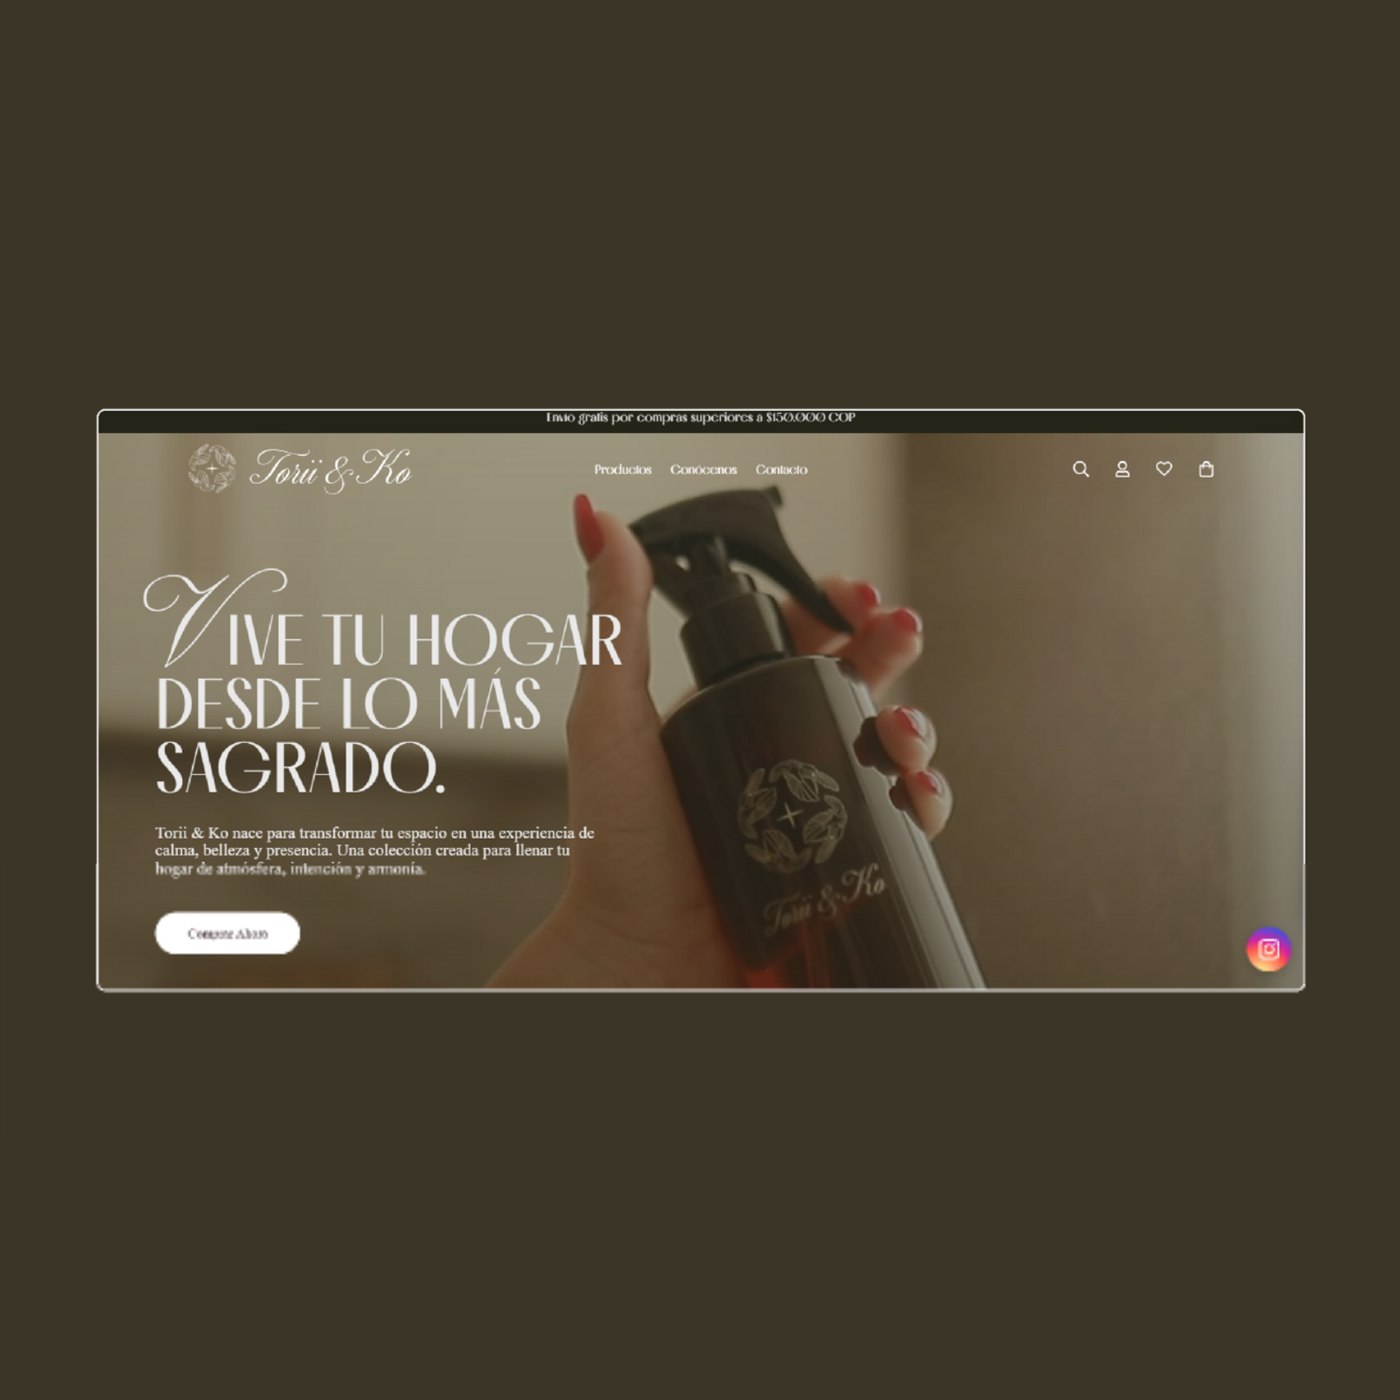 Envío gratis por compras superiores a $150.000 COP
Torii & Ko
Productos Conócenos Contacto
VIVE TU HOGAR
DESDE LO MÁS
SAGRADO.
Torii & Ko nace para transformar tu espacio en una experiencia de
calma, belleza y presencia. Una colección creada para llenar tu
hogar de atmósfera, intención y armonía.
Comprar Ahora
Torii & Ko